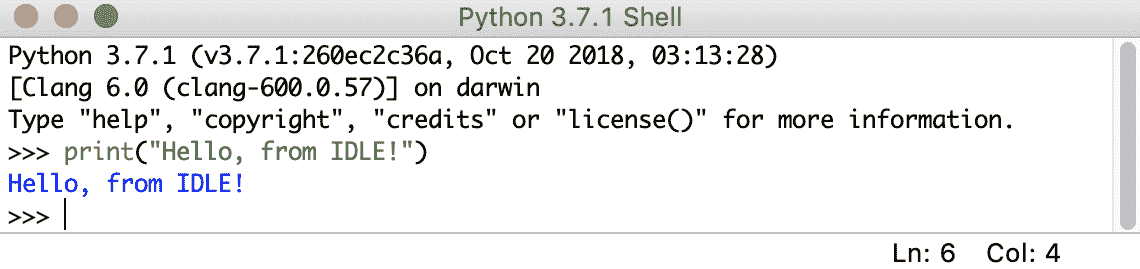 Python 3.7.1 Shell
Python 3.7.1 (v3.7.1:260ec2c36a, Oct 20 2018, 03:13:28)
[Clang 6.0 (clang-600.0.57)] on darwin
Type "help", "copyright", "credits" or "license()" for more information.
>>> print("Hello, from IDLE!")
Hello, from IDLE!
>>>
Ln: 6 Col: 4